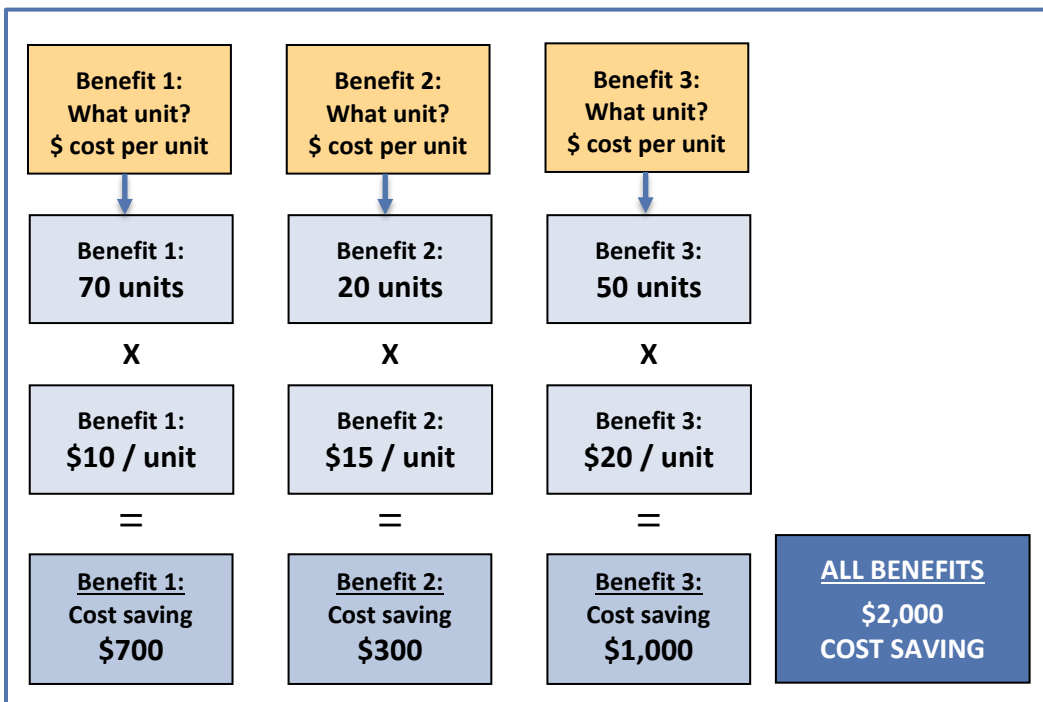 Benefit 1:
What unit?
$ cost per unit
Benefit 2:
What unit?
$ cost per unit
Benefit 3:
What unit?
$ cost per unit
Benefit 1:
70 units
Benefit 2:
20 units
Benefit 3:
50 units
X
X
X
Benefit 1:
$10 / unit
Benefit 2:
$15 / unit
Benefit 3:
$20 / unit
=
=
=
Benefit 1:
Cost saving
$700
Benefit 2:
Cost saving
$300
Benefit 3:
Cost saving
$1,000
ALL BENEFITS
$2,000
COST SAVING